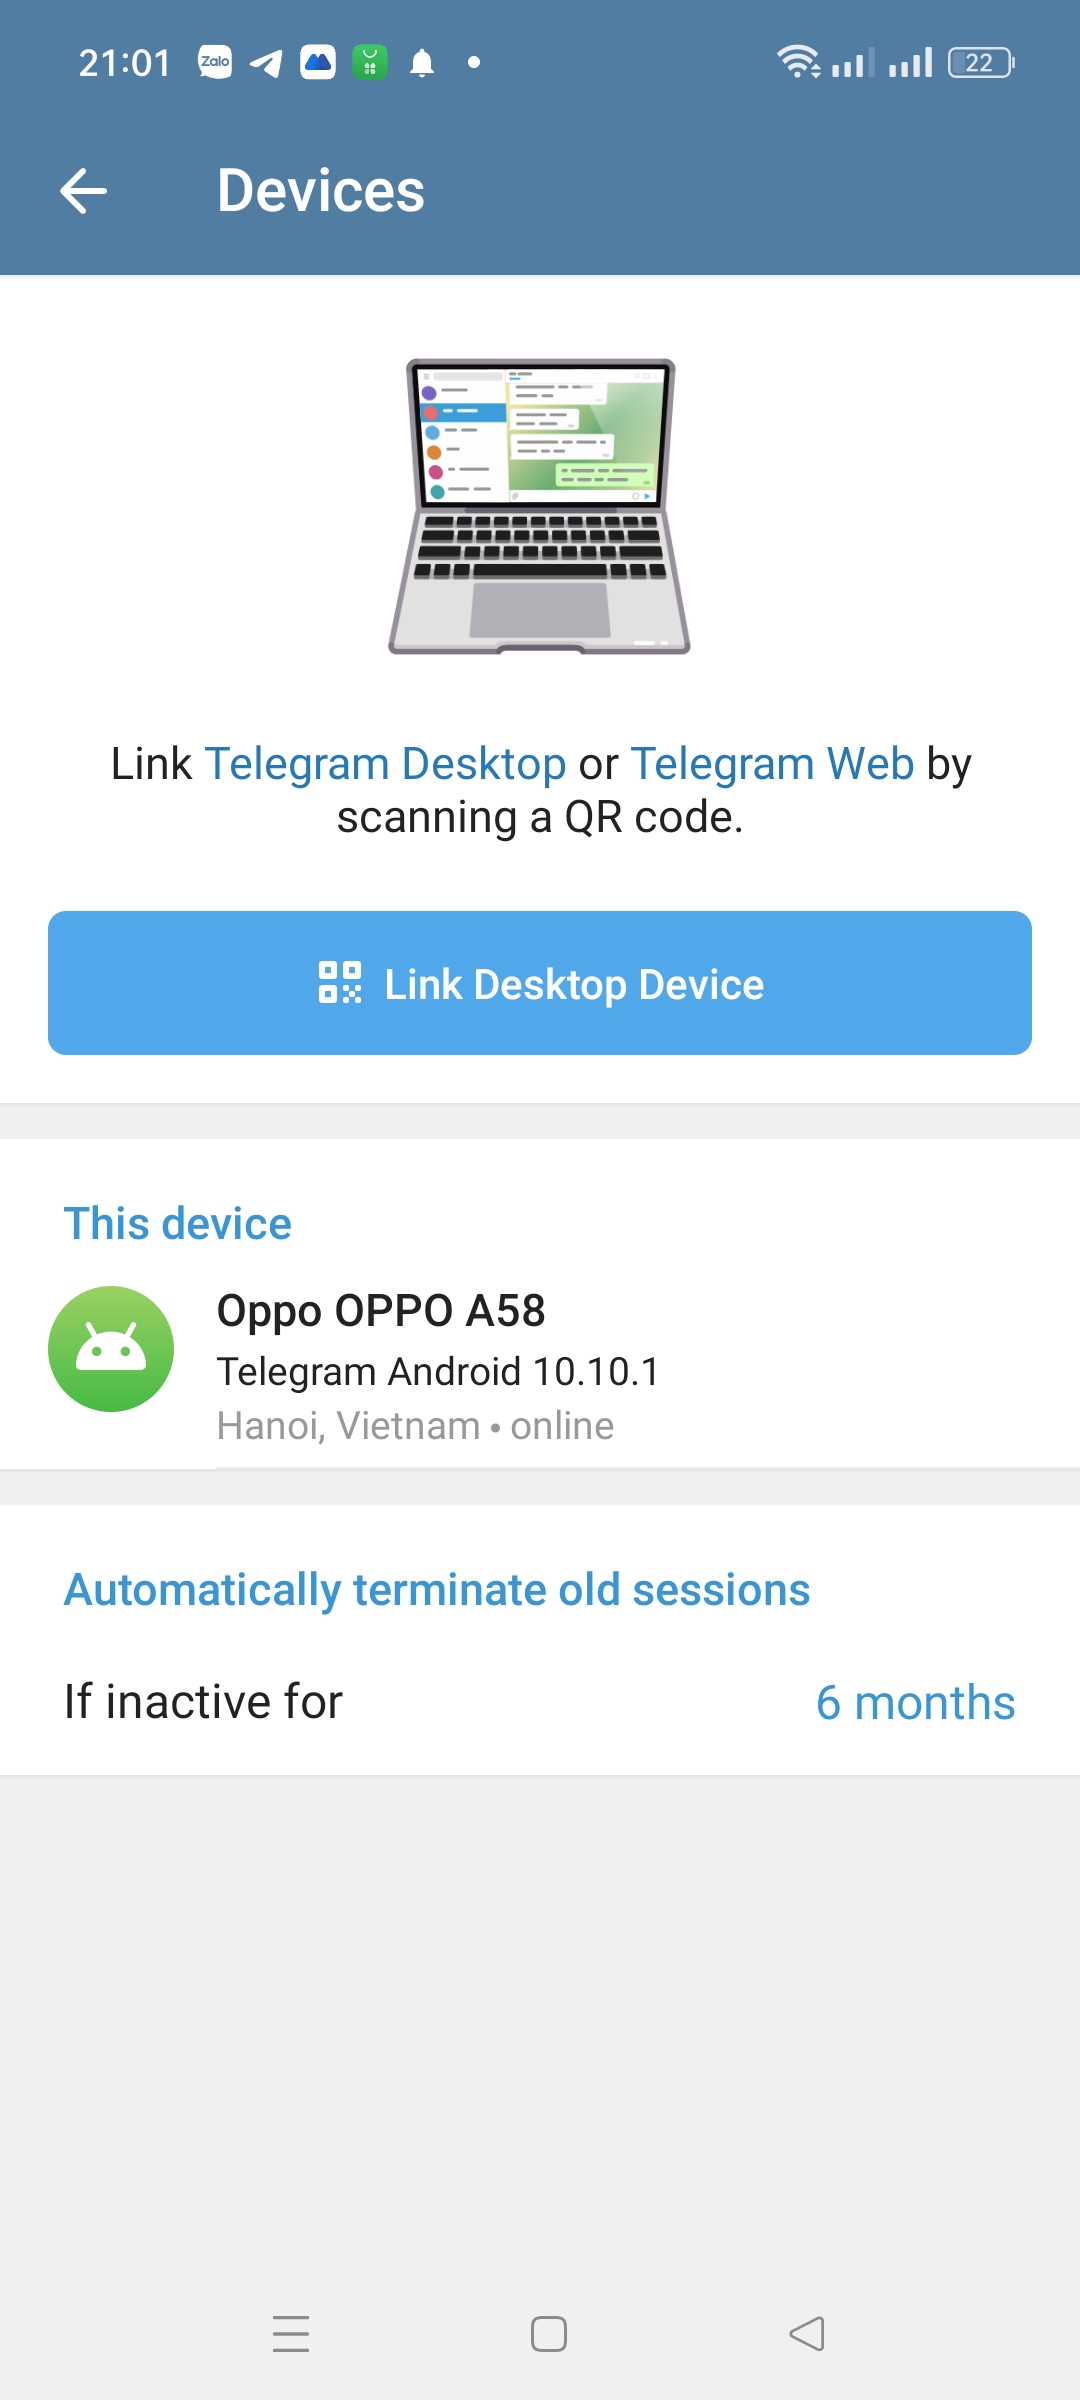 21:01 Zalo 22
Devices
Link Telegram Desktop or Telegram Web by
scanning a QR code.
Link Desktop Device
This device
Oppo OPPO A58
Telegram Android 10.10.1
Hanoi, Vietnam • online
Automatically terminate old sessions
If inactive for 6 months